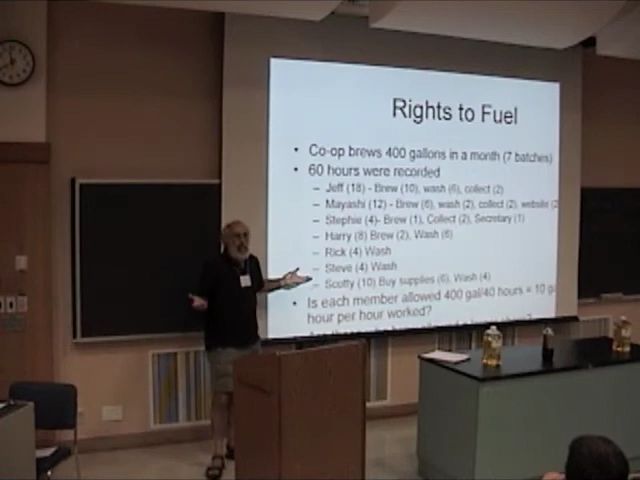 Rights to Fuel
• Co-op brews 400 gallons in a month (7 batches)
• 60 hours were recorded
– Jeff (18) - Brew (10), wash (6), collect (2)
– Mayashi (12) - Brew (6), wash (2), collect (2), website (2
– Stephie (4)- Brew (1), Collect (2), Secretary (1)
– Harry (8) Brew (2), Wash (6)
– Rick (4) Wash
– Steve (4) Wash
– Scotty (10) Buy supplies (6), Wash (4)
• Is each member allowed 400 gal/40 hours = 10 g
hour per hour worked?